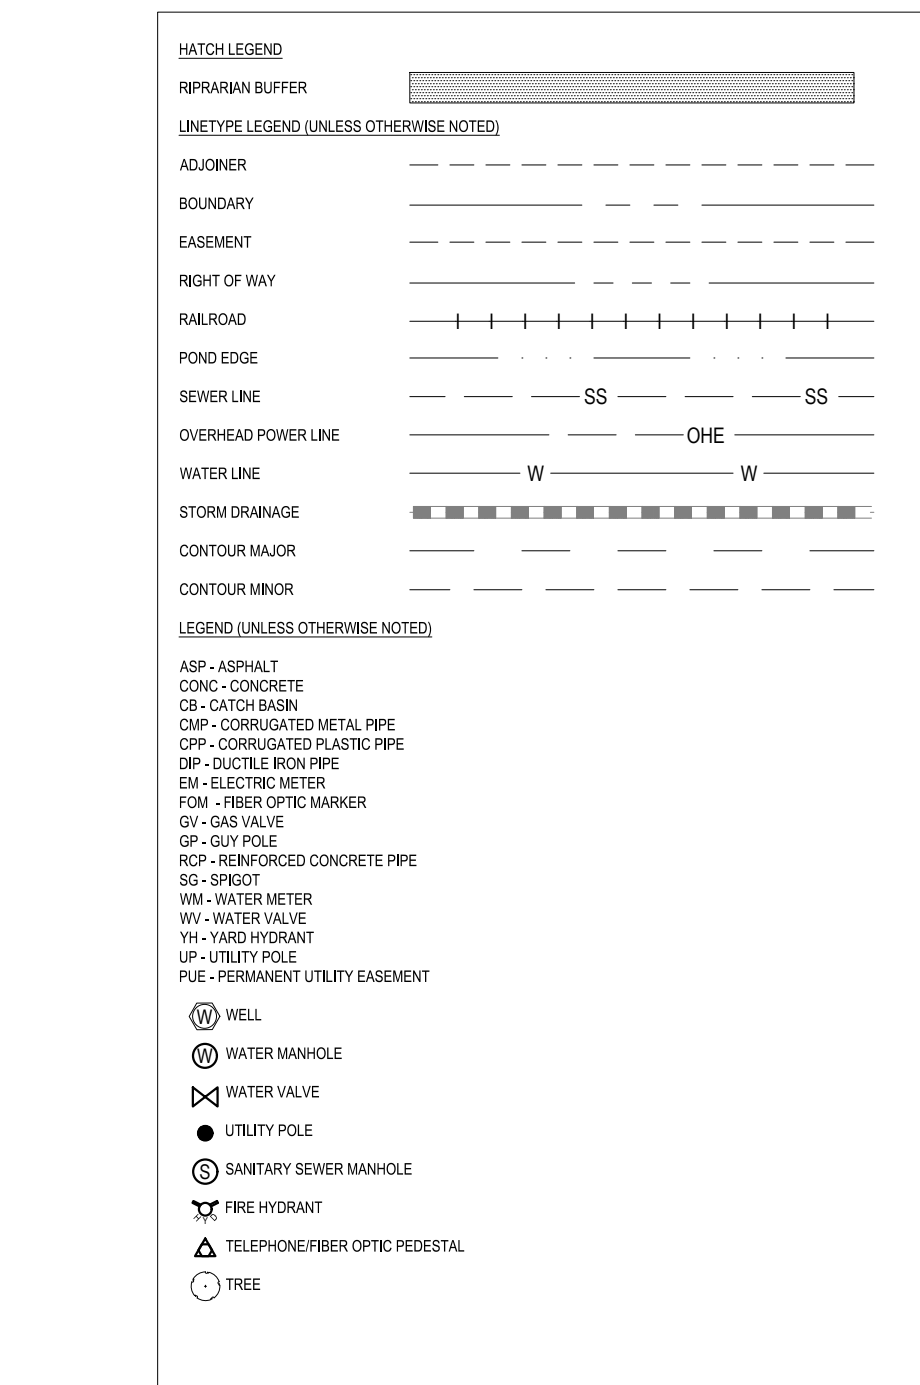 HATCH LEGEND
RIPRARIAN BUFFER
LINETYPE LEGEND (UNLESS OTHERWISE NOTED)
ADJOINER
BOUNDARY
EASEMENT
RIGHT OF WAY
RAILROAD
POND EDGE
SEWER LINE SS SS
OVERHEAD POWER LINE OHE
WATER LINE W W
STORM DRAINAGE
CONTOUR MAJOR
CONTOUR MINOR
LEGEND (UNLESS OTHERWISE NOTED)
ASP - ASPHALT
CONC - CONCRETE
CB - CATCH BASIN
CMP - CORRUGATED METAL PIPE
CPP - CORRUGATED PLASTIC PIPE
DIP - DUCTILE IRON PIPE
EM - ELECTRIC METER
FOM - FIBER OPTIC MARKER
GV - GAS VALVE
GP - GUY POLE
RCP - REINFORCED CONCRETE PIPE
SG - SPIGOT
WM - WATER METER
WV - WATER VALVE
YH - YARD HYDRANT
UP - UTILITY POLE
PUE - PERMANENT UTILITY EASEMENT
W WELL
W WATER MANHOLE
WATER VALVE
UTILITY POLE
S SANITARY SEWER MANHOLE
HYD FIRE HYDRANT
TELEPHONE/FIBER OPTIC PEDESTAL
TREE